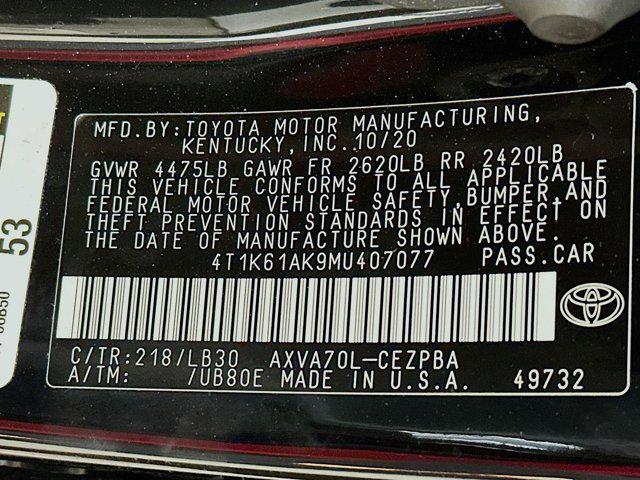 MFD. BY: TOYOTA MOTOR MANUFACTURING,
KENTUCKY, INC. 10/20
GVWR 4475LB GAWR FR 2620LB RR 2420LB
THIS VEHICLE CONFORMS TO ALL APPLICABLE
FEDERAL MOTOR VEHICLE SAFETY, BUMPER, AND
THEFT PREVENTION STANDARDS IN EFFECT ON
THE DATE OF MANUFACTURE SHOWN ABOVE.
4T1K61AK9MU407077 PASS. CAR
C/TR: 218/LB30 AXVA70L-CEZPBA
A/TM: /UB80E MADE IN U.S.A. 49732
53